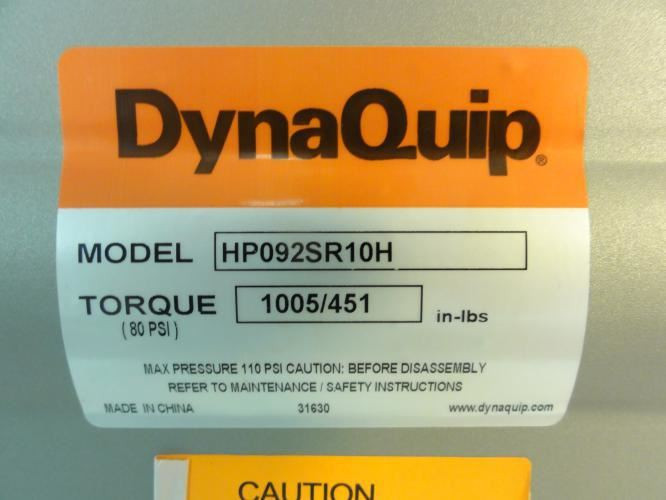 DynaQuip®
MODEL HP092SR10H
TORQUE 1005/451 in-lbs
(80 PSI)
MAX PRESSURE 110 PSI CAUTION: BEFORE DISASSEMBLY
REFER TO MAINTENANCE / SAFETY INSTRUCTIONS
MADE IN CHINA 31630 www.dynaquip.com
CAUTION